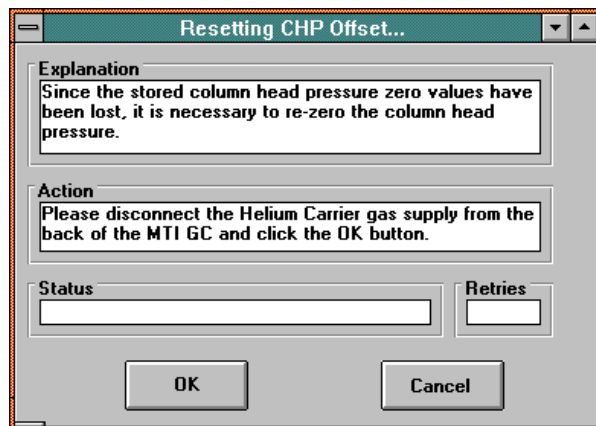 Resetting CHP Offset...
Explanation
Since the stored column head pressure zero values have
been lost, it is necessary to re-zero the column head
pressure.
Action
Please disconnect the Helium Carrier gas supply from the
back of the MTI GC and click the OK button.
Status
Retries
OK
Cancel